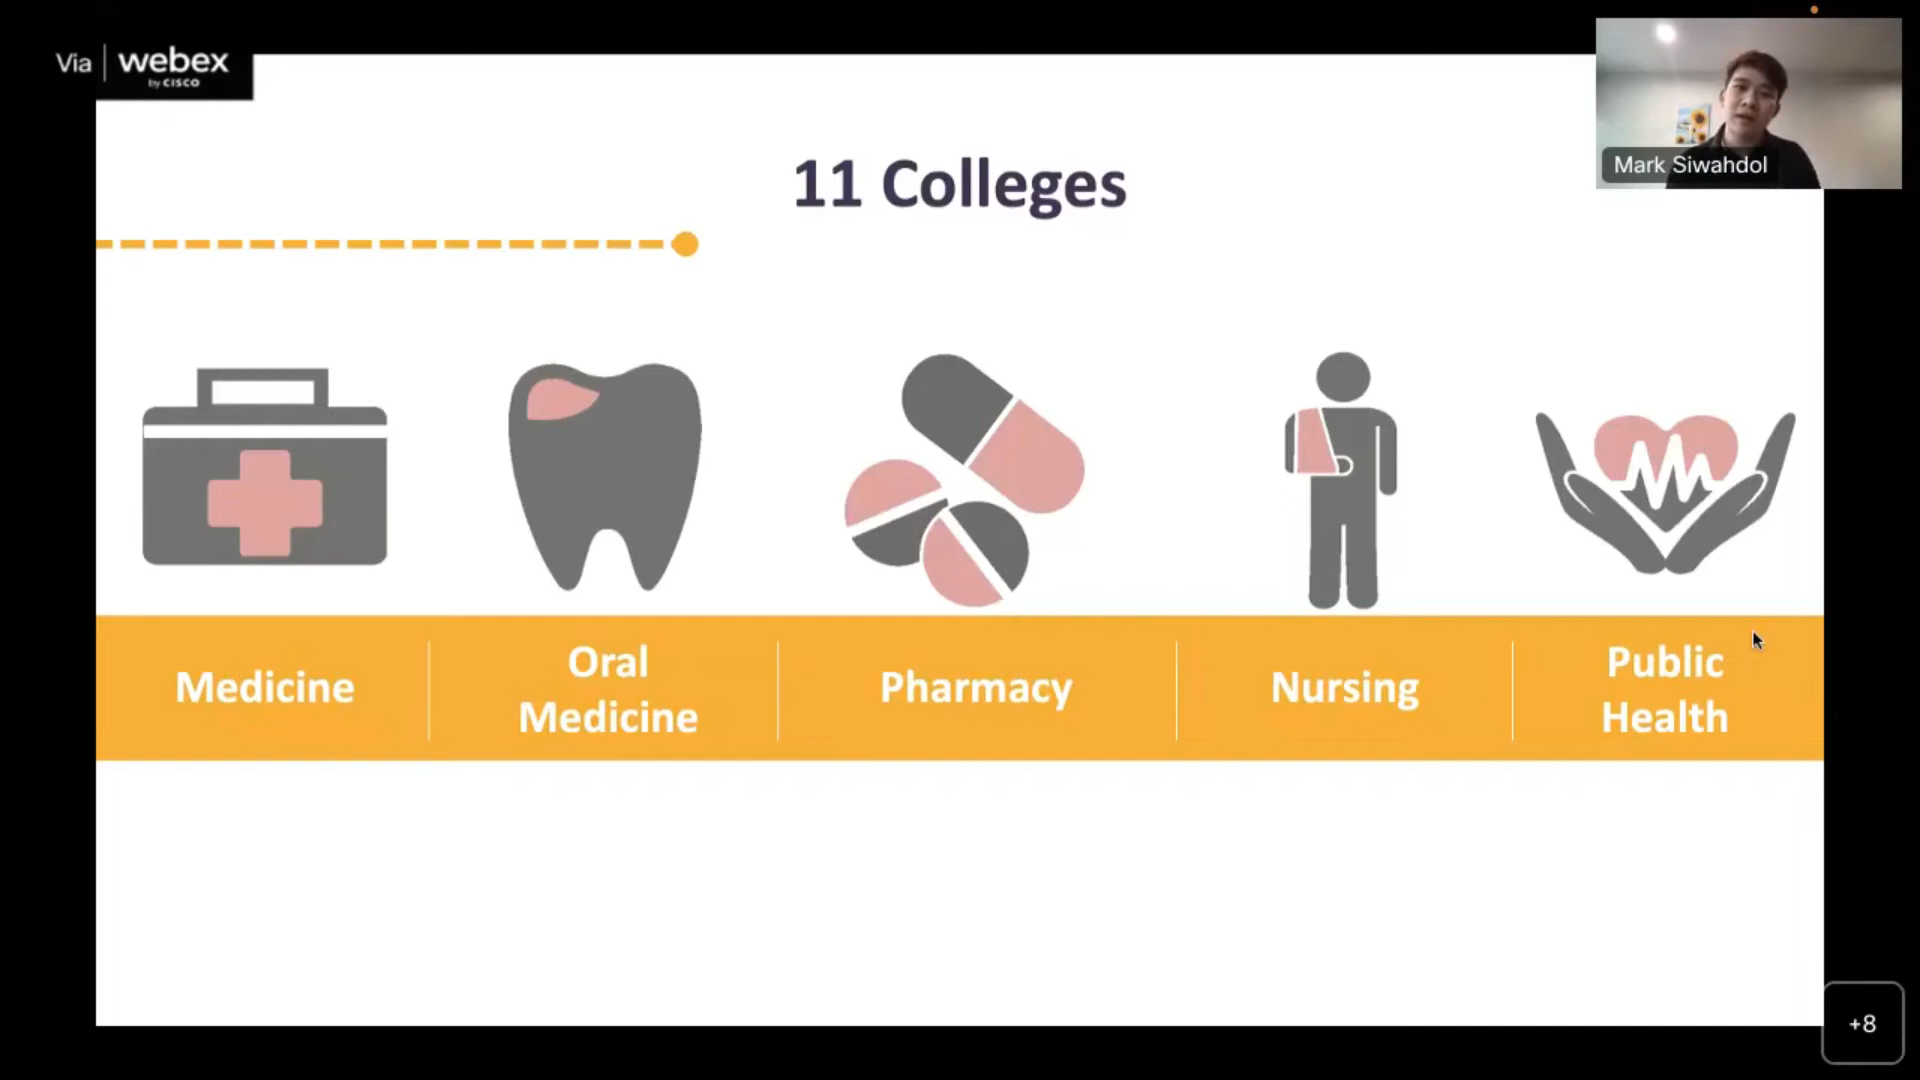 Via webex
by CISCO
Mark Siwahdol
11 Colleges
Medicine
Oral
Medicine
Pharmacy
Nursing
Public
Health
+8